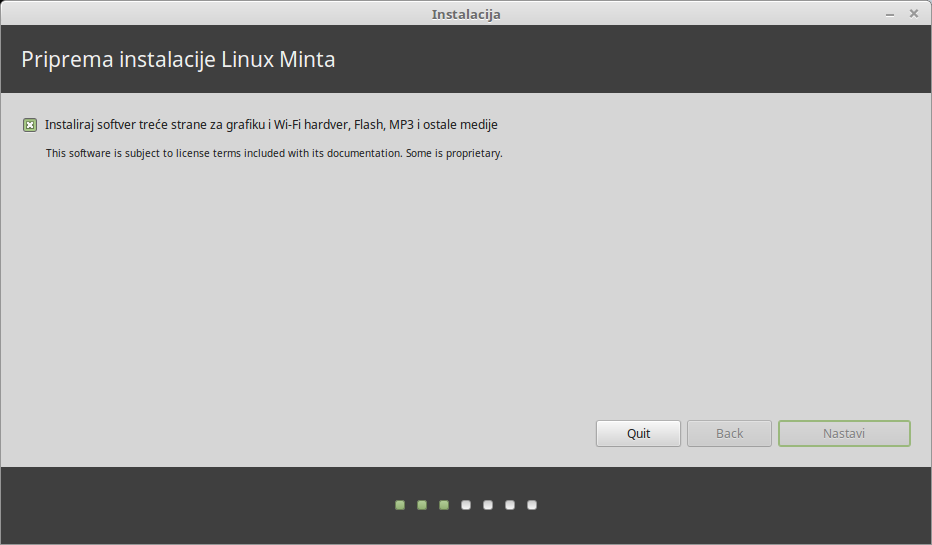 Instalacija
Priprema instalacije Linux Minta
Instaliraj softver treće strane za grafiku i Wi-Fi hardver, Flash, MP3 i ostale medije
This software is subject to license terms included with its documentation. Some is proprietary.
Quit Back Nastavi